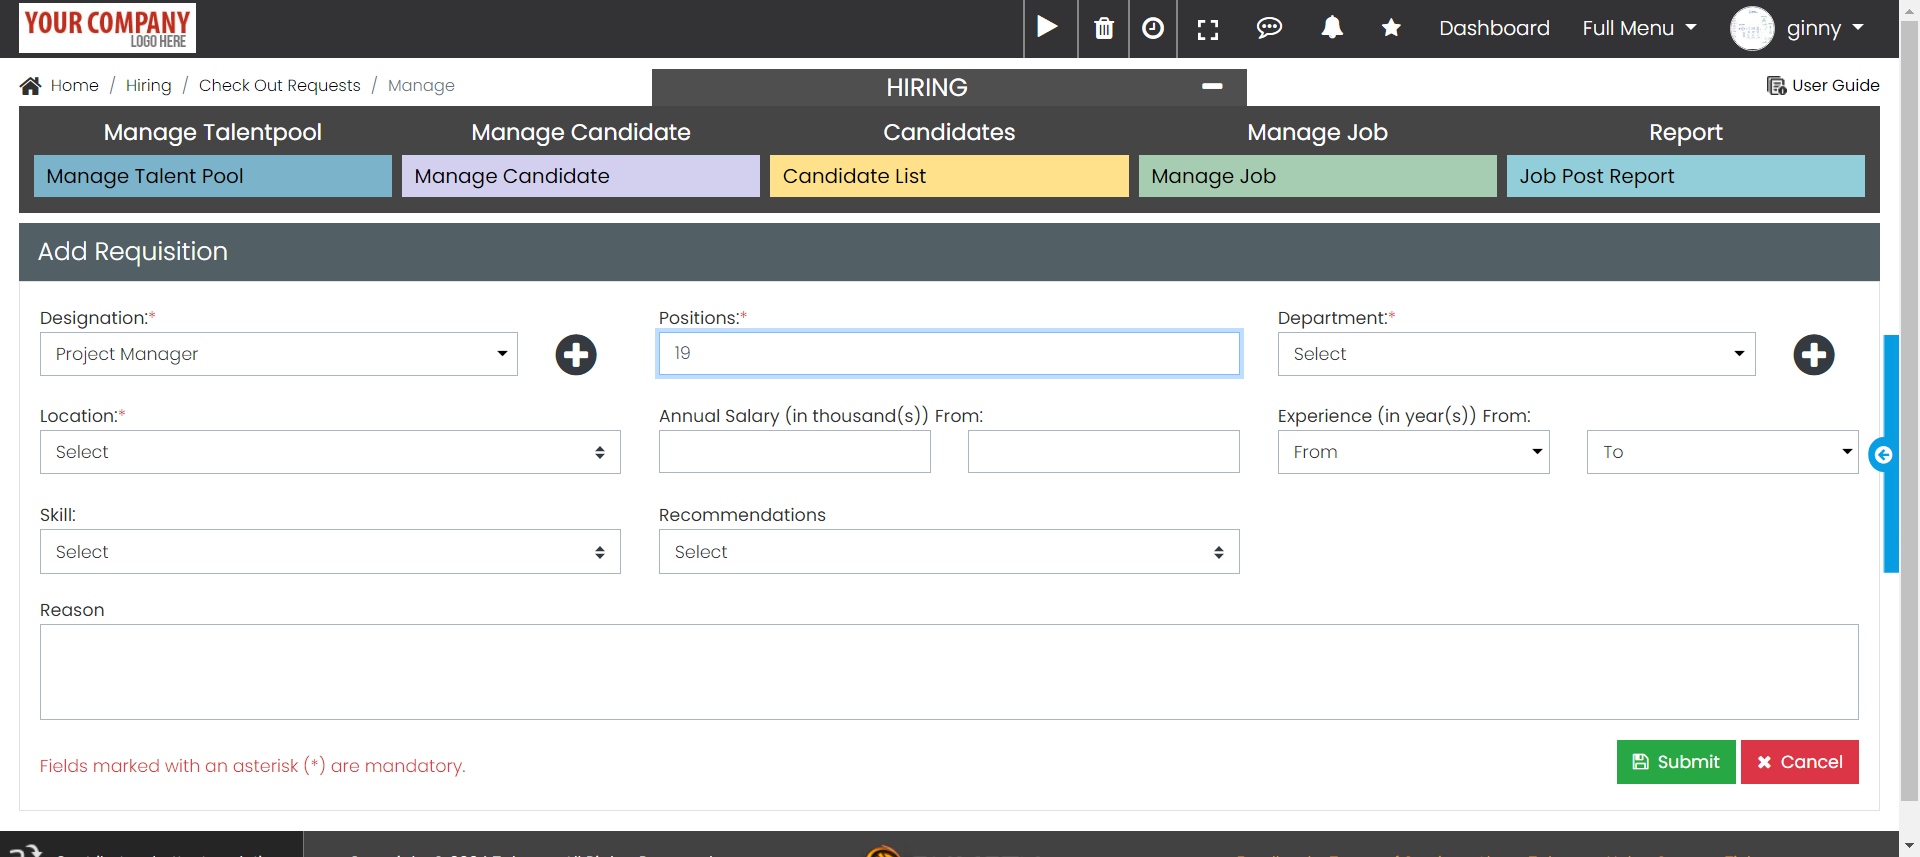 YOUR COMPANY
LOGO HERE
Dashboard
Full Menu
ginny
Home / Hiring / Check Out Requests / Manage
HIRING
User Guide
Manage Talentpool
Manage Candidate
Candidates
Manage Job
Report
Manage Talent Pool
Manage Candidate
Candidate List
Manage Job
Job Post Report
Add Requisition
Designation:*
Positions:*
Department:*
Project Manager
19
Select
Location:*
Annual Salary (in thousand(s)) From:
Experience (in year(s)) From:
Select
From
To
Skill:
Recommendations
Select
Select
Reason
Fields marked with an asterisk (*) are mandatory.
Submit
Cancel